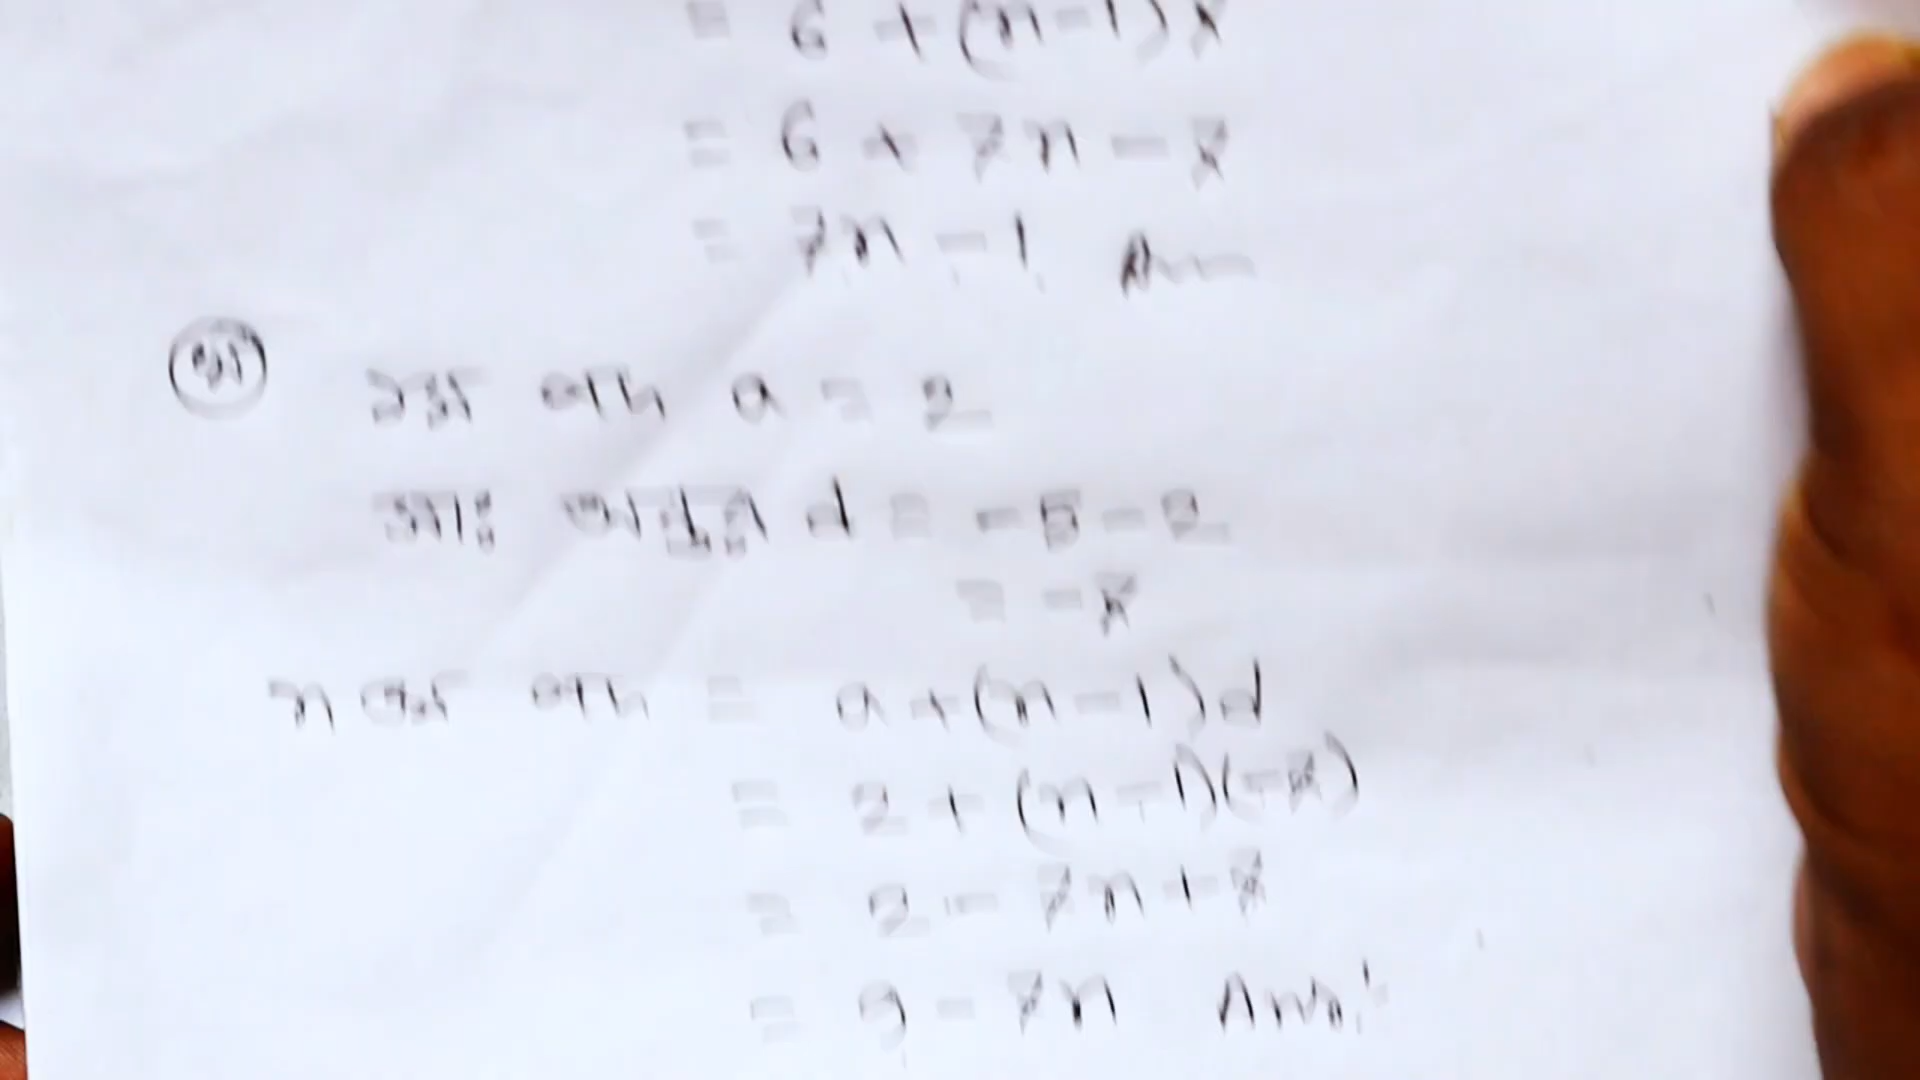 = 6 + (n-1)7
= 6 + 7n - 7
= 7n - 1 Ans
১ম পদ a = 2
সাঃ অন্তর d = -5-2
= -7
n তম পদ = a+(n-1)d
= 2 + (n-1)(-7)
= 2 - 7n + 7
= 9 - 7n Ans: